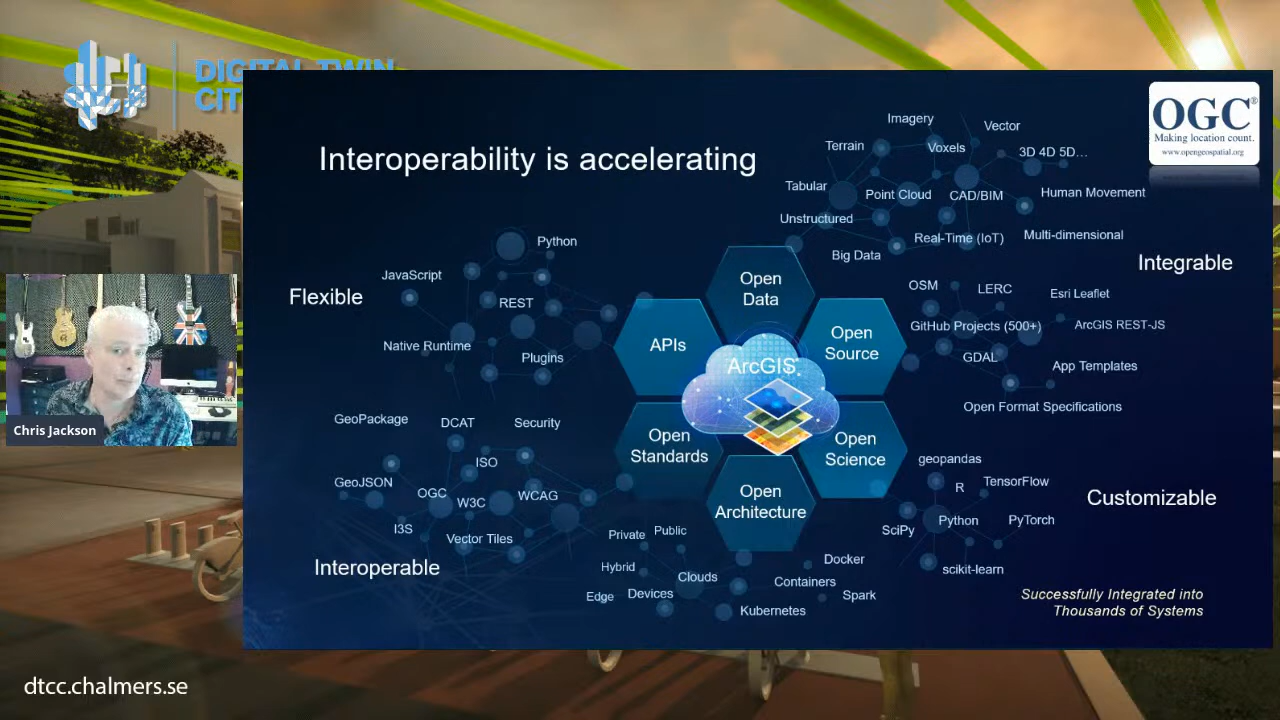 DIGITAL TWIN
CIT
OGC®
Making location count.
www.opengeospatial.org
Interoperability is accelerating
Imagery
Vector
Terrain
Voxels
3D 4D 5D...
Tabular
Point Cloud
CAD/BIM
Human Movement
Unstructured
Real-Time (IoT)
Multi-dimensional
Big Data
Integrable
Python
JavaScript
Flexible
REST
Native Runtime
Plugins
Open
Data
APIs
Open
Source
ArcGIS
Open
Standards
Open
Science
Open
Architecture
OSM
LERC
Esri Leaflet
GitHub Projects (500+)
ArcGIS REST-JS
GDAL
App Templates
Open Format Specifications
GeoPackage
DCAT
Security
ISO
GeoJSON
OGC
W3C
WCAG
I3S
Vector Tiles
Interoperable
geopandas
R
TensorFlow
Customizable
SciPy
Python
PyTorch
scikit-learn
Private
Public
Hybrid
Clouds
Docker
Edge
Devices
Containers
Spark
Kubernetes
Successfully Integrated into
Thousands of Systems
Chris Jackson
dtcc.chalmers.se